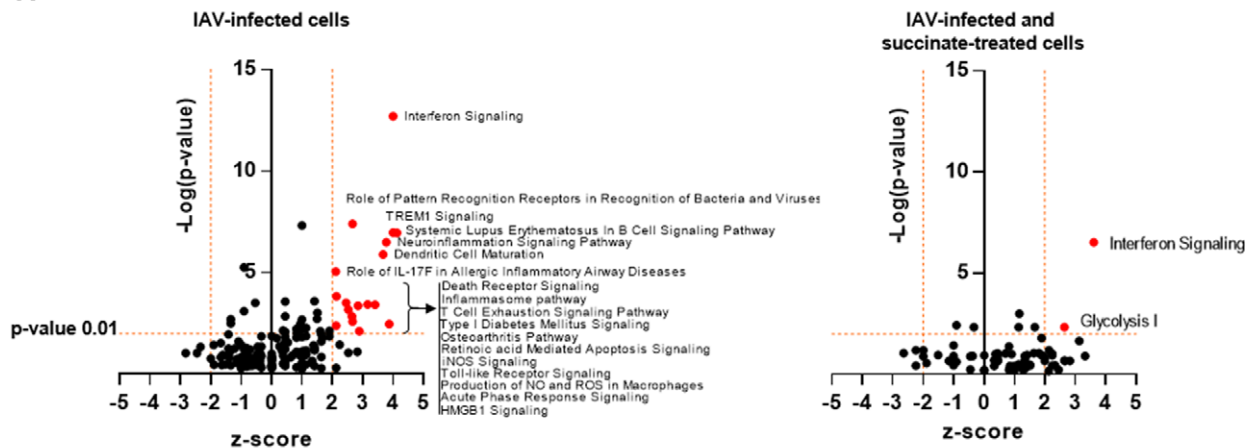 IAV-infected cells
15
-Log(p-value)
Interferon Signaling
10
Role of Pattern Recognition Receptors in Recognition of Bacteria and Viruses
TREM1 Signaling
Systemic Lupus Erythematosus In B Cell Signaling Pathway
Neuroinflammation Signaling Pathway
Dendritic Cell Maturation
5
Role of IL-17F in Allergic Inflammatory Airway Diseases
Death Receptor Signaling
Inflammasome pathway
T Cell Exhaustion Signaling Pathway
p-value 0.01
Type I Diabetes Mellitus Signaling
Osteoarthritis Pathway
Retinoic acid Mediated Apoptosis Signaling
iNOS Signaling
Toll-like Receptor Signaling
Production of NO and ROS in Macrophages
Acute Phase Response Signaling
HMGB1 Signaling
-5 -4 -3 -2 -1 0 1 2 3 4 5
z-score
IAV-infected and
succinate-treated cells
15
-Log(p-value)
10
Interferon Signaling
5
Glycolysis I
-5 -4 -3 -2 -1 0 1 2 3 4 5
z-score